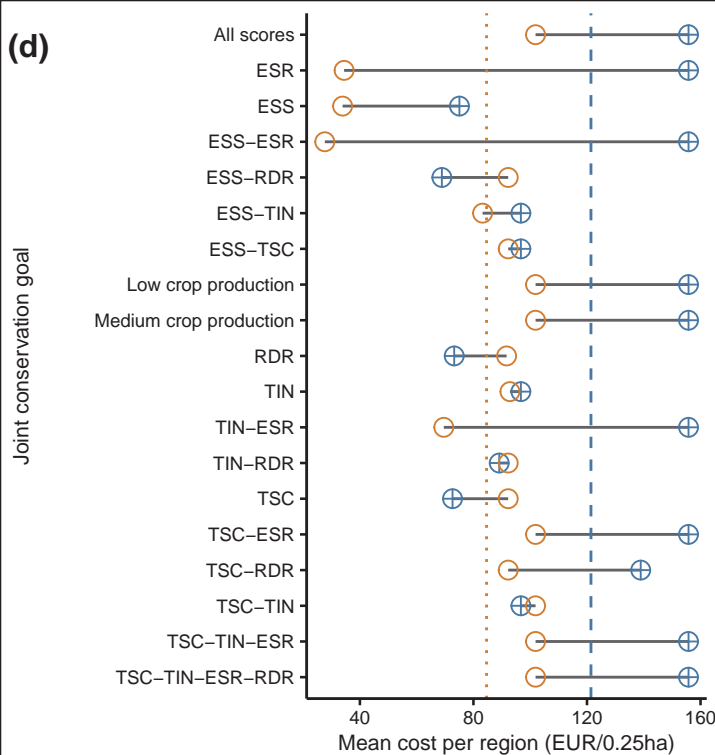 (d)
Joint conservation goal
All scores
ESR
ESS
ESS−ESR
ESS−RDR
ESS−TIN
ESS−TSC
Low crop production
Medium crop production
RDR
TIN
TIN−ESR
TIN−RDR
TSC
TSC−ESR
TSC−RDR
TSC−TIN
TSC−TIN−ESR
TSC−TIN−ESR−RDR
40 80 120 160
Mean cost per region (EUR/0.25ha)